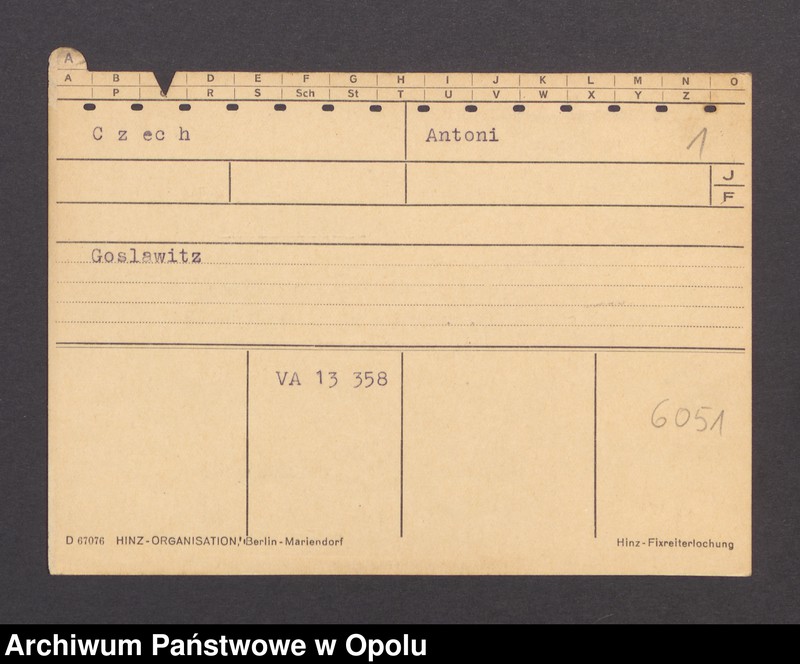 A
A B D E F G H I J K L M N O
P Q R S Sch St T U V W X Y Z
Czech Antoni 1
J
F
Goslawitz
VA 13 358
6051
D 67076 HINZ-ORGANISATION, Berlin-Mariendorf Hinz-Fixreiterlochung
Archiwum Państwowe w Opolu